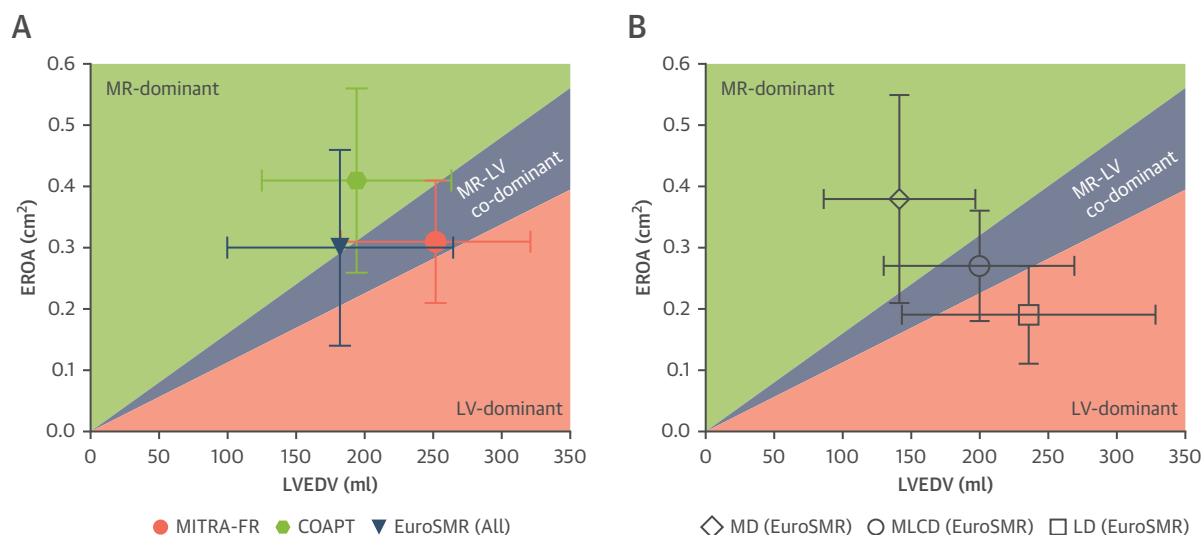 A
0.6
0.5
0.4
0.3
0.2
0.1
0.0
EROA (cm²)
MR-dominant
MR-LV
co-dominant
LV-dominant
0 50 100 150 200 250 300 350
LVEDV (ml)
MITRA-FR COAPT EuroSMR (All)
B
0.6
0.5
0.4
0.3
0.2
0.1
0.0
EROA (cm²)
MR-dominant
MR-LV
co-dominant
LV-dominant
0 50 100 150 200 250 300 350
LVEDV (ml)
MD (EuroSMR) MLCD (EuroSMR) LD (EuroSMR)